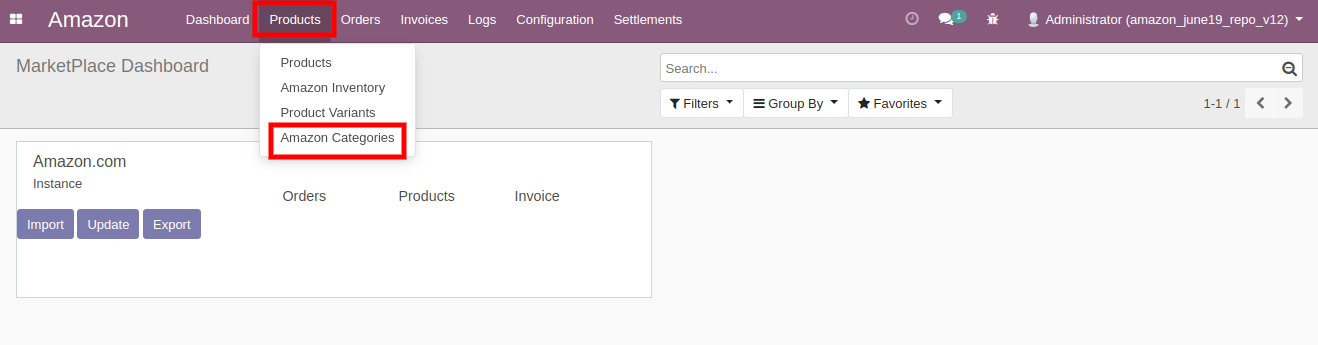 Amazon Dashboard Products Orders Invoices Logs Configuration Settlements 1 Administrator (amazon_june19_repo_v12)
MarketPlace Dashboard
Search...
Filters Group By Favorites 1-1 / 1
Products
Amazon Inventory
Product Variants
Amazon Categories
Amazon.com
Instance
Orders Products Invoice
Import Update Export